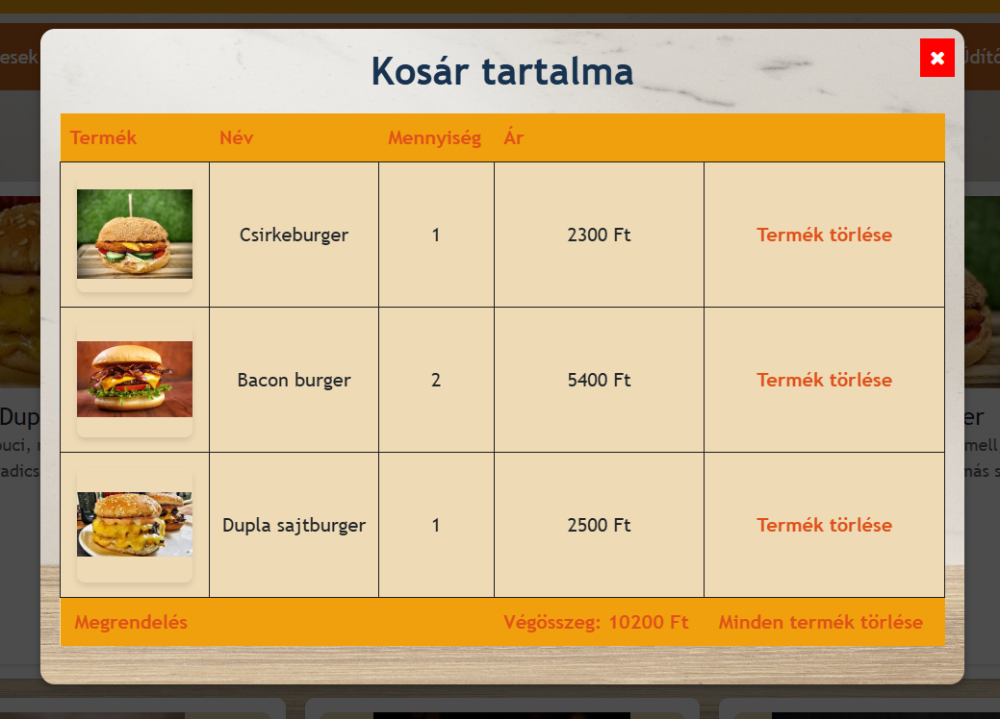 Kosár tartalma
Termék Név Mennyiség Ár
Csirkeburger 1 2300 Ft Termék törlése
Bacon burger 2 5400 Ft Termék törlése
Dupla sajtburger 1 2500 Ft Termék törlése
Megrendelés Végösszeg: 10200 Ft Minden termék törlése